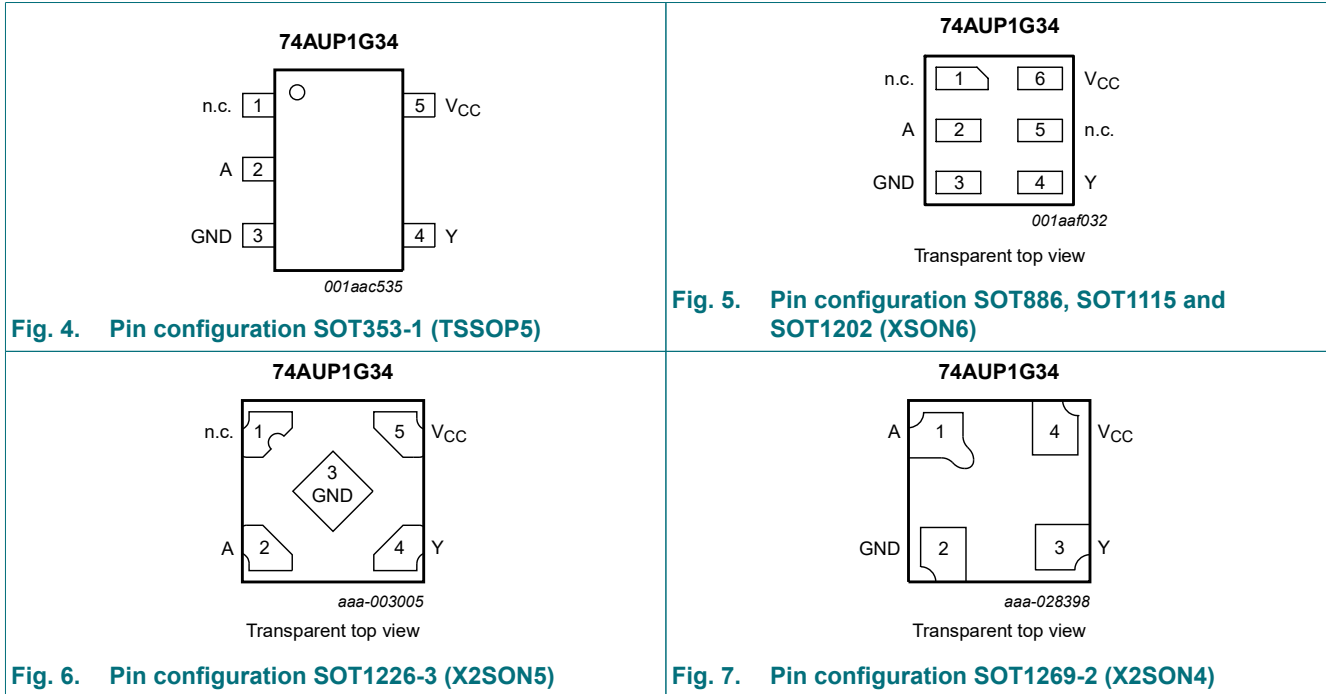 74AUP1G34
n.c. 1 5 VCC
A 2
GND 3 4 Y
001aac535
Fig. 4. Pin configuration SOT353-1 (TSSOP5)
74AUP1G34
n.c. 1 6 VCC
A 2 5 n.c.
GND 3 4 Y
001aaf032
Transparent top view
Fig. 5. Pin configuration SOT886, SOT1115 and
SOT1202 (XSON6)
74AUP1G34
n.c. 1 5 VCC
3
GND
A 2 4 Y
aaa-003005
Transparent top view
Fig. 6. Pin configuration SOT1226-3 (X2SON5)
74AUP1G34
A 1 4 VCC
GND 2 3 Y
aaa-028398
Transparent top view
Fig. 7. Pin configuration SOT1269-2 (X2SON4)